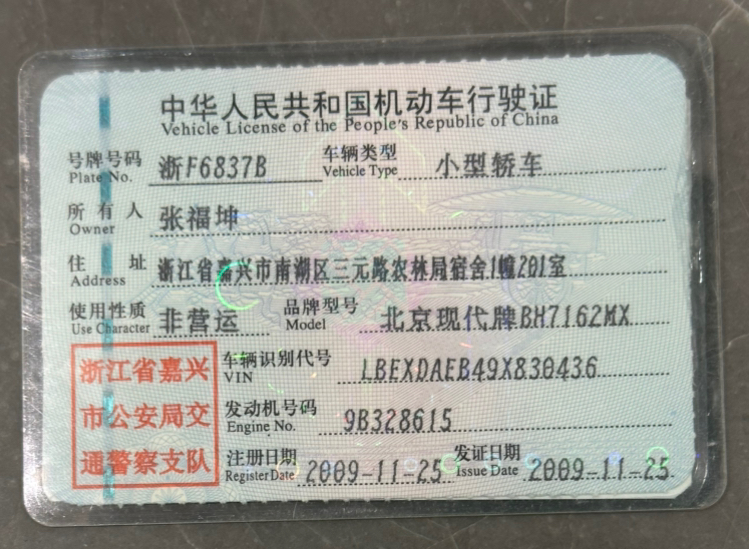 中华人民共和国机动车行驶证
Vehicle License of the People's Republic of China
号牌号码 浙F6837B 车辆类型 小型轿车
Plate No. Vehicle Type
所有人 张福坤
Owner
住址 浙江省嘉兴市南湖区三元路农林局宿舍1幢201室
Address
使用性质 非营运 品牌型号 北京现代牌BH7162MX
Use Character Model
浙江省嘉兴
市公安局交
通警察支队
车辆识别代号 LBEXDAEB49X830436
VIN
发动机号码 9B328615
Engine No.
注册日期 2009-11-25 发证日期 2009-11-25
Register Date Issue Date